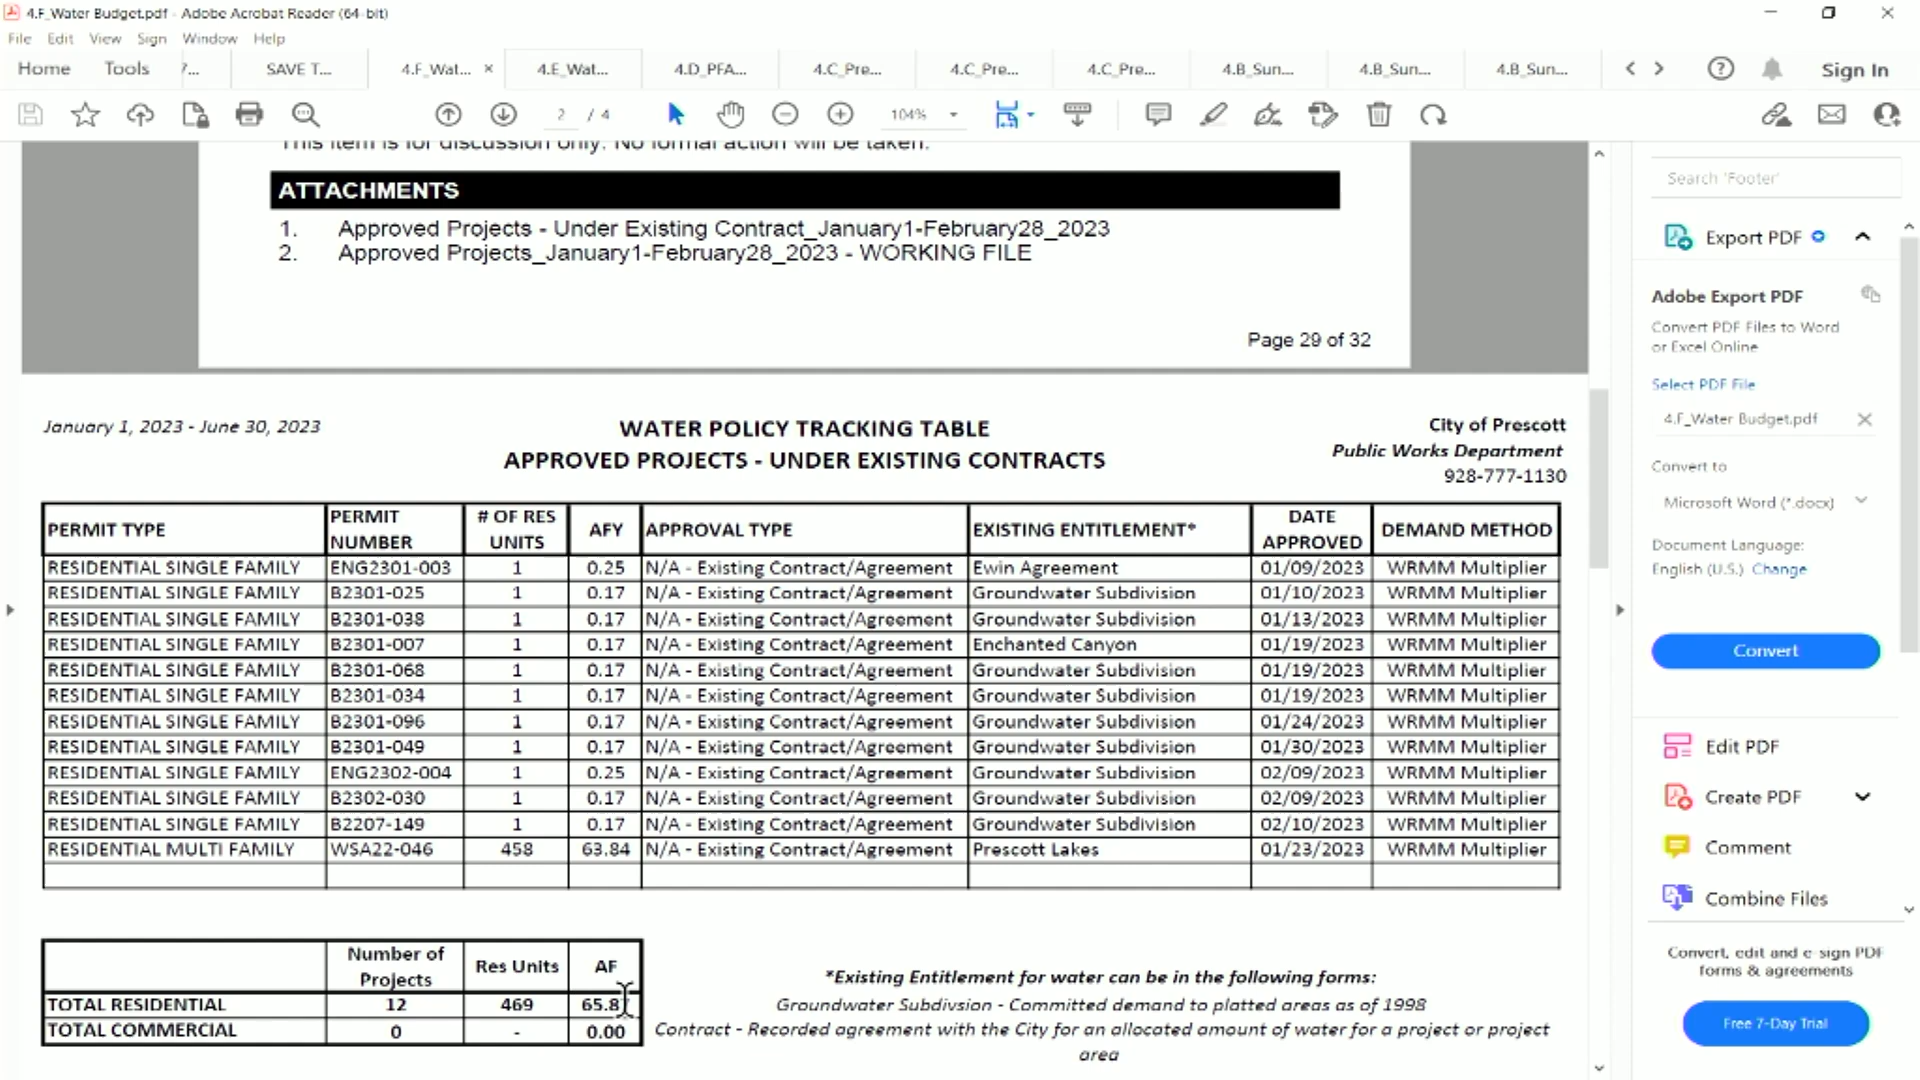 4.F_Water Budget.pdf - Adobe Acrobat Reader (64-bit)
File Edit View Sign Window Help
Home Tools 7... SAVE T... 4.F_Wat... × 4.E_Wat... 4.D_PFA... 4.C_Pre... 4.C_Pre... 4.C_Pre... 4.B_Sun... 4.B_Sun... 4.B_Sun... Sign In
2 / 4 104%
This item is for discussion only. No formal action will be taken.
ATTACHMENTS
1. Approved Projects - Under Existing Contract_January1-February28_2023
2. Approved Projects_January1-February28_2023 - WORKING FILE
Page 29 of 32
January 1, 2023 - June 30, 2023
WATER POLICY TRACKING TABLE
APPROVED PROJECTS - UNDER EXISTING CONTRACTS
City of Prescott
Public Works Department
928-777-1130
PERMIT TYPE PERMIT NUMBER # OF RES UNITS AFY APPROVAL TYPE EXISTING ENTITLEMENT* DATE APPROVED DEMAND METHOD
RESIDENTIAL SINGLE FAMILY ENG2301-003 1 0.25 N/A - Existing Contract/Agreement Ewin Agreement 01/09/2023 WRMM Multiplier
RESIDENTIAL SINGLE FAMILY B2301-025 1 0.17 N/A - Existing Contract/Agreement Groundwater Subdivision 01/10/2023 WRMM Multiplier
RESIDENTIAL SINGLE FAMILY B2301-038 1 0.17 N/A - Existing Contract/Agreement Groundwater Subdivision 01/13/2023 WRMM Multiplier
RESIDENTIAL SINGLE FAMILY B2301-007 1 0.17 N/A - Existing Contract/Agreement Enchanted Canyon 01/19/2023 WRMM Multiplier
RESIDENTIAL SINGLE FAMILY B2301-068 1 0.17 N/A - Existing Contract/Agreement Groundwater Subdivision 01/19/2023 WRMM Multiplier
RESIDENTIAL SINGLE FAMILY B2301-034 1 0.17 N/A - Existing Contract/Agreement Groundwater Subdivision 01/19/2023 WRMM Multiplier
RESIDENTIAL SINGLE FAMILY B2301-096 1 0.17 N/A - Existing Contract/Agreement Groundwater Subdivision 01/24/2023 WRMM Multiplier
RESIDENTIAL SINGLE FAMILY B2301-049 1 0.17 N/A - Existing Contract/Agreement Groundwater Subdivision 01/30/2023 WRMM Multiplier
RESIDENTIAL SINGLE FAMILY ENG2302-004 1 0.25 N/A - Existing Contract/Agreement Groundwater Subdivision 02/09/2023 WRMM Multiplier
RESIDENTIAL SINGLE FAMILY B2302-030 1 0.17 N/A - Existing Contract/Agreement Groundwater Subdivision 02/09/2023 WRMM Multiplier
RESIDENTIAL SINGLE FAMILY B2207-149 1 0.17 N/A - Existing Contract/Agreement Groundwater Subdivision 02/10/2023 WRMM Multiplier
RESIDENTIAL MULTI FAMILY WSA22-046 458 63.84 N/A - Existing Contract/Agreement Prescott Lakes 01/23/2023 WRMM Multiplier
Number of Projects Res Units AF
TOTAL RESIDENTIAL 12 469
TOTAL COMMERCIAL 0 - 0.00
*Existing Entitlement for water can be in the following forms:
Groundwater Subdivsion - Committed demand to platted areas as of 1998
Contract - Recorded agreement with the City for an allocated amount of water for a project or project
area
Search 'Footer'
Export PDF
Adobe Export PDF
Convert PDF Files to Word
or Excel Online
Select PDF File
4.F_Water Budget.pdf
Convert to
Microsoft Word (*.docx)
Document Language:
English (U.S.) Change
Convert
Edit PDF
Create PDF
Comment
Combine Files
Convert, edit and e-sign PDF
forms & agreements
Free 7-Day Trial